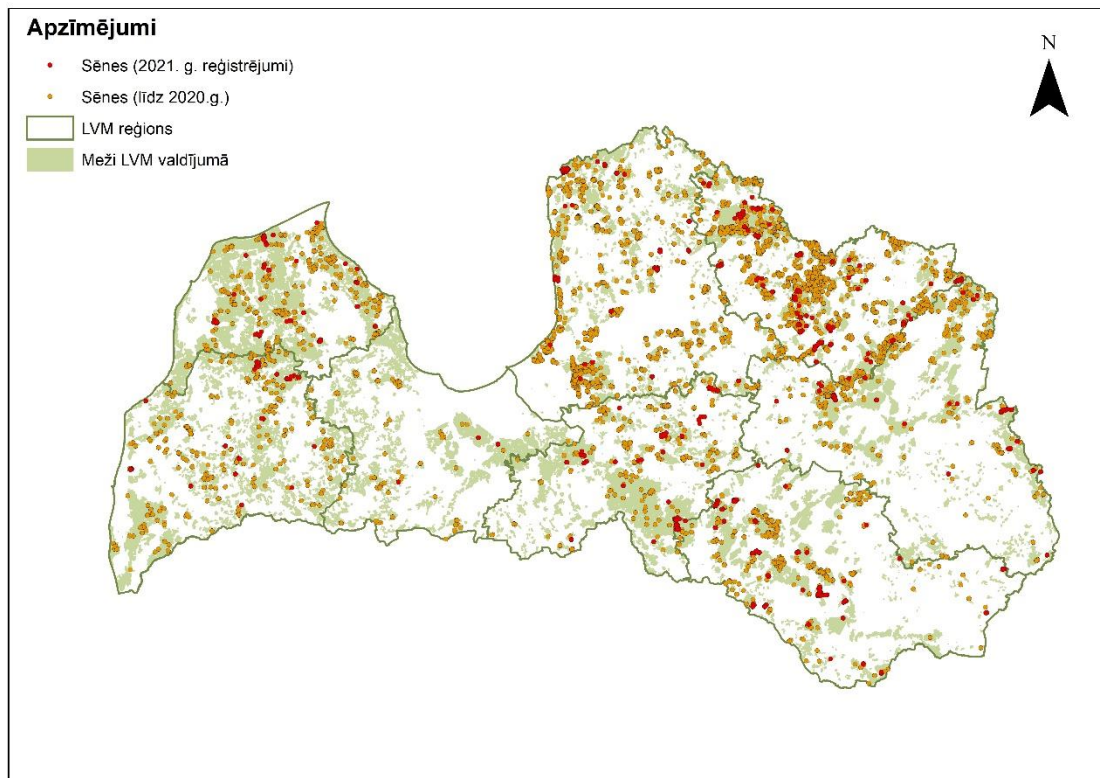 Apzīmējumi
Sēnes (2021. g. reģistrējumi)
Sēnes (līdz 2020.g.)
LVM reģions
Meži LVM valdījumā
N